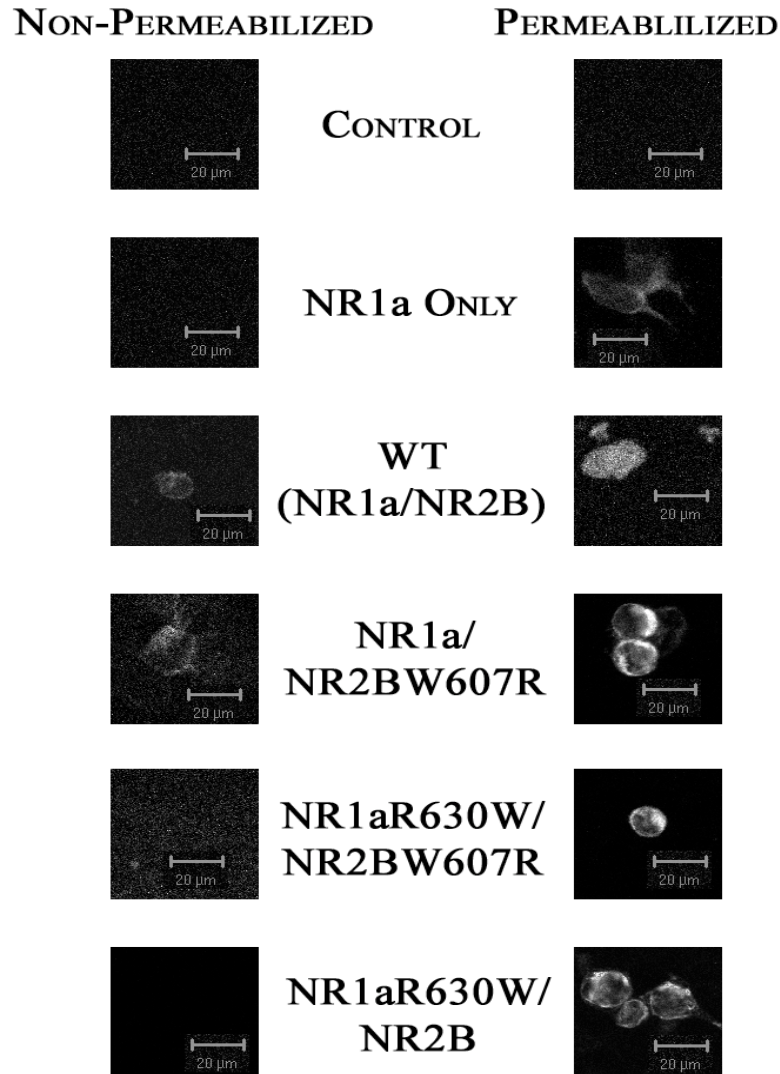 Non-Permeabilized Permeablilized
20 µm Control 20 µm
20 µm NR1a Only 20 µm
WT
(NR1a/NR2B)
20 µm 20 µm
NR1a/
NR2BW607R
20 µm 20 µm
NR1aR630W/
NR2BW607R
20 µm 20 µm
NR1aR630W/
NR2B
20 µm 20 µm